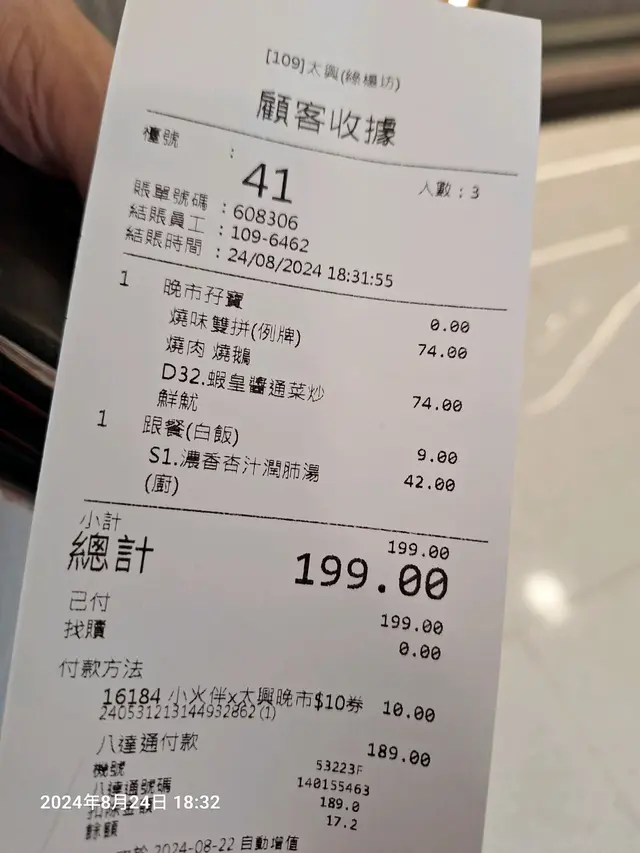 [109]太興(綠楊坊)
顧客收據
檯號 : 41 人數 : 3
賬單號碼 : 608306
結賬員工 : 109-6462
結賬時間 : 24/08/2024 18:31:55
1 晚市孖寶 0.00
燒味雙拼(例牌) 74.00
燒肉 燒鵝
D32.蝦皇醬通菜炒 74.00
鮮魷
1 跟餐(白飯) 9.00
S1.濃香杏汁潤肺湯 42.00
(廚)
小計 199.00
總計 199.00
已付 199.00
找贖 0.00
付款方法
16184 小火伴x太興晚市$10券 10.00
240531213144932862 (1)
八達通付款 189.00
機號 53223F
八達通號碼 140155463
扣除金額 189.0
餘額 17.2
2024-08-22 自動增值
2024年8月24日 18:32